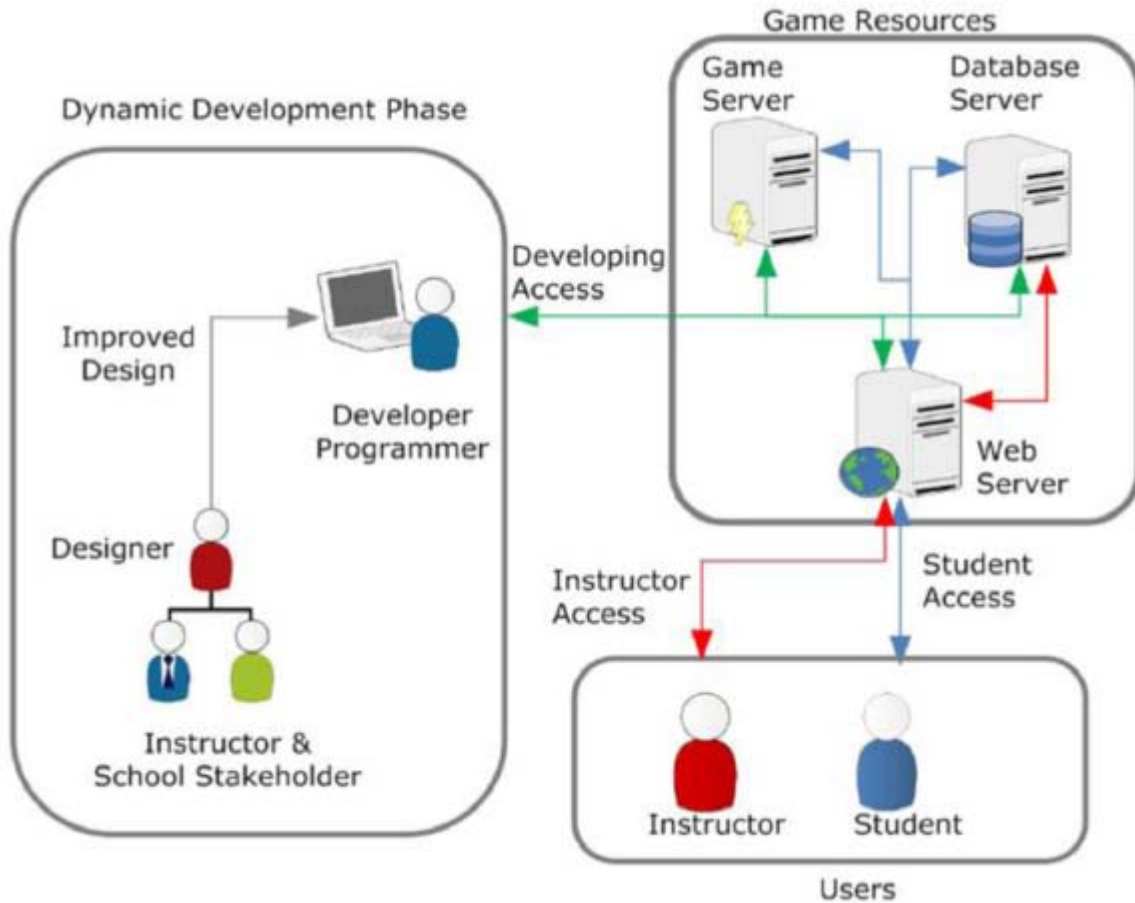 Game Resources
Game
Server
Database
Server
Dynamic Development Phase
Developing
Access
Improved
Design
Developer
Programmer
Web
Server
Designer
Instructor
Access
Student
Access
Instructor &
School Stakeholder
Instructor
Student
Users